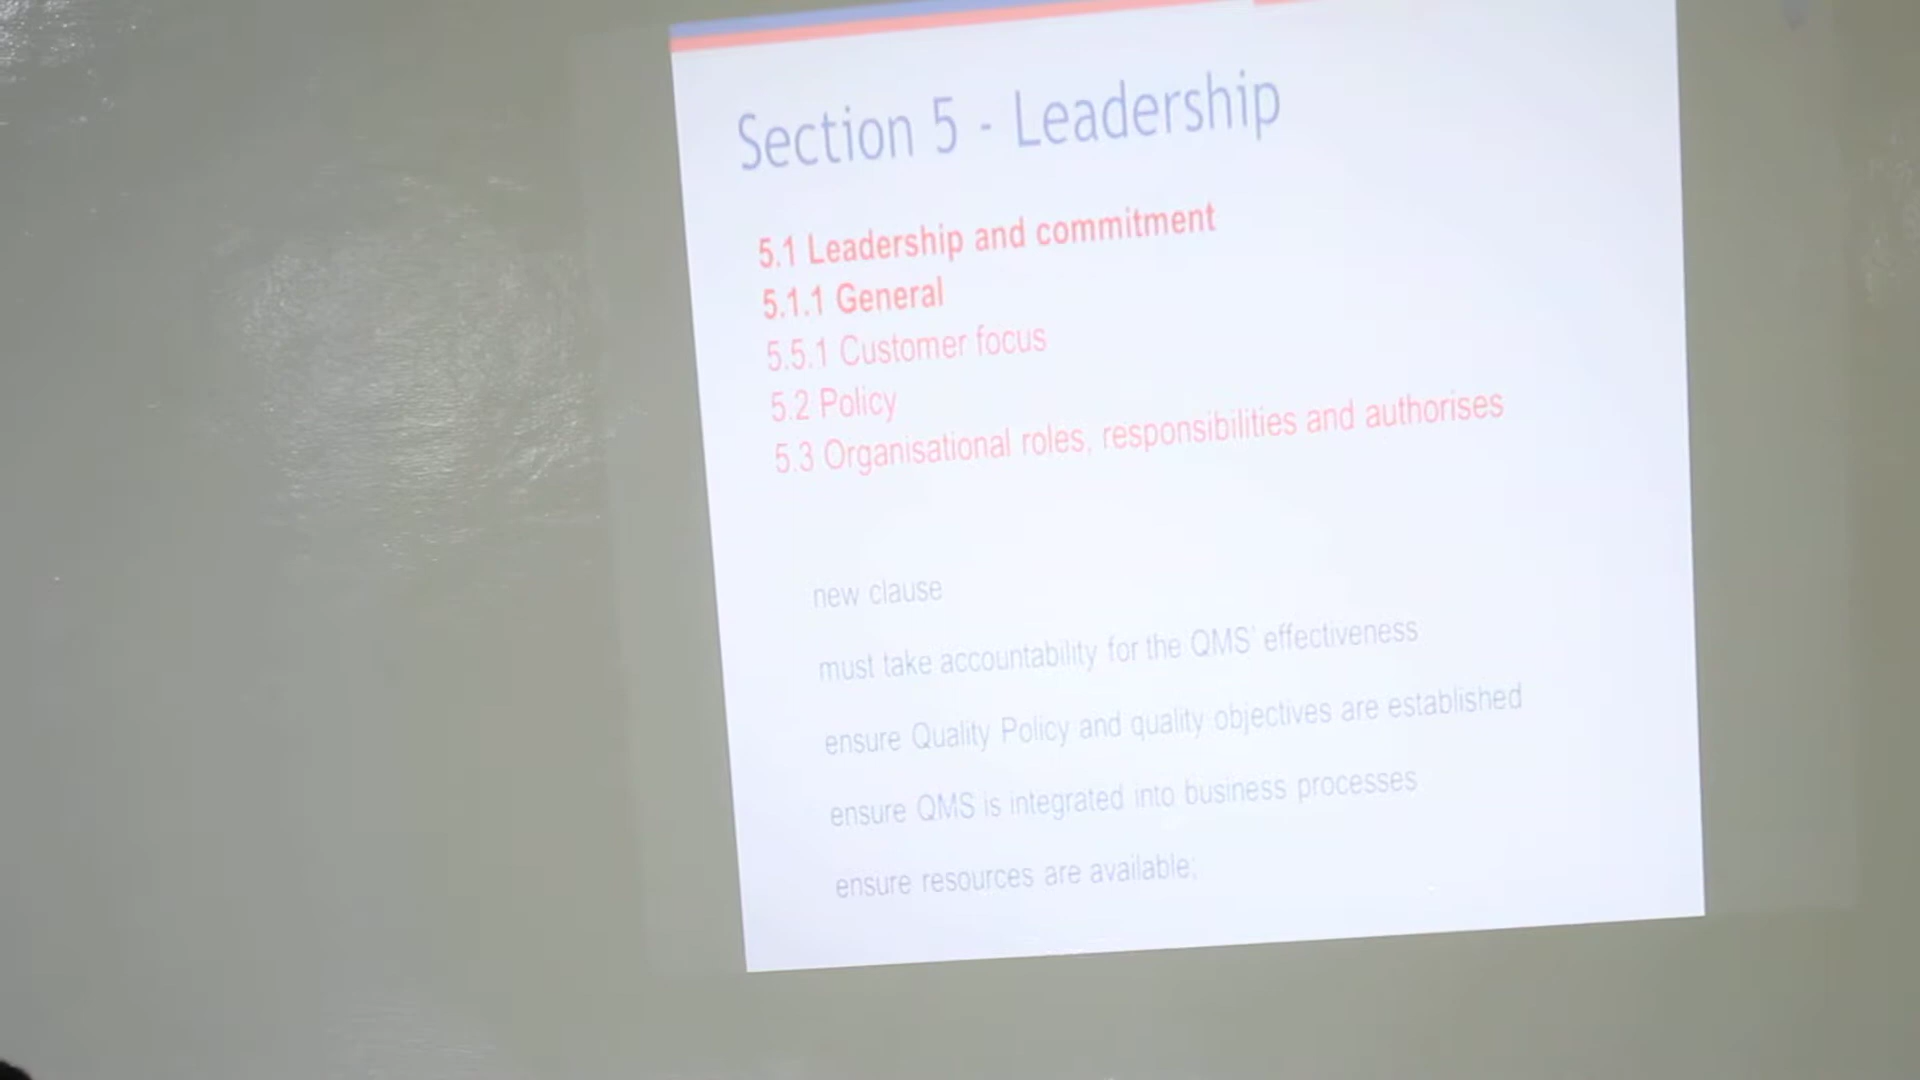 Section 5 - Leadership
5.1 Leadership and commitment
5.1.1 General
5.5.1 Customer focus
5.2 Policy
5.3 Organisational roles, responsibilities and authorises
new clause
must take accountability for the QMS' effectiveness
ensure Quality Policy and quality objectives are established
ensure QMS is integrated into business processes
ensure resources are available;